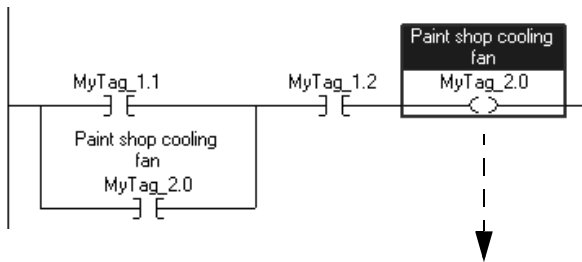 Paint shop cooling
fan
MyTag_1.1
MyTag_1.2
MyTag_2.0
Paint shop cooling
fan
MyTag_2.0